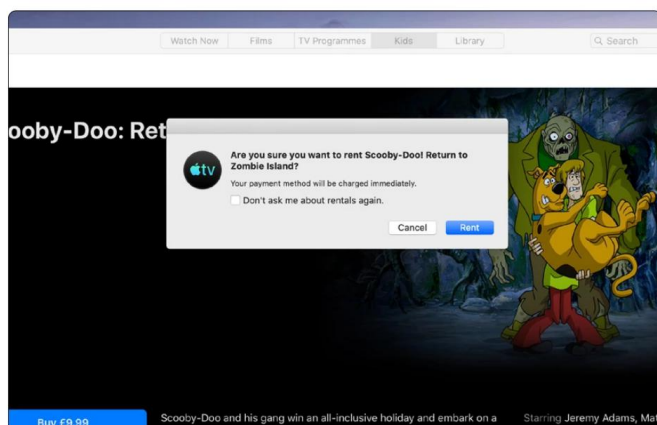 Watch Now Films TV Programmes Kids Library Search
ooby-Doo: Ret
tv
Are you sure you want to rent Scooby-Doo! Return to
Zombie Island?
Your payment method will be charged immediately.
Don't ask me about rentals again.
Cancel Rent
Buy £9.99
Scooby-Doo and his gang win an all-inclusive holiday and embark on a
Starring Jeremy Adams, Mat